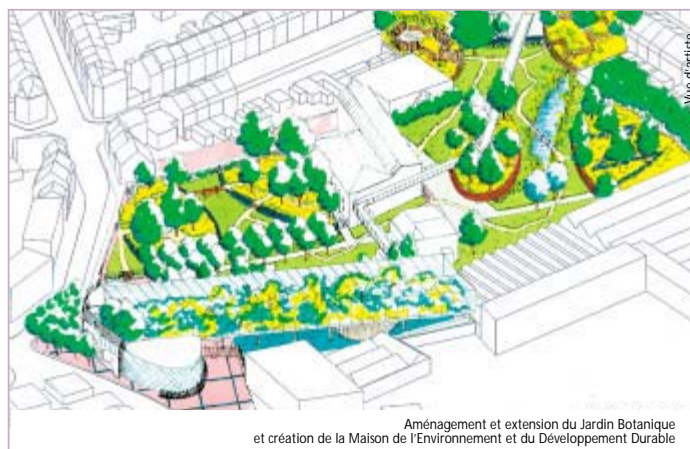 Vue d'artiste
Aménagement et extension du Jardin Botanique
et création de la Maison de l'Environnement et du Développement Durable